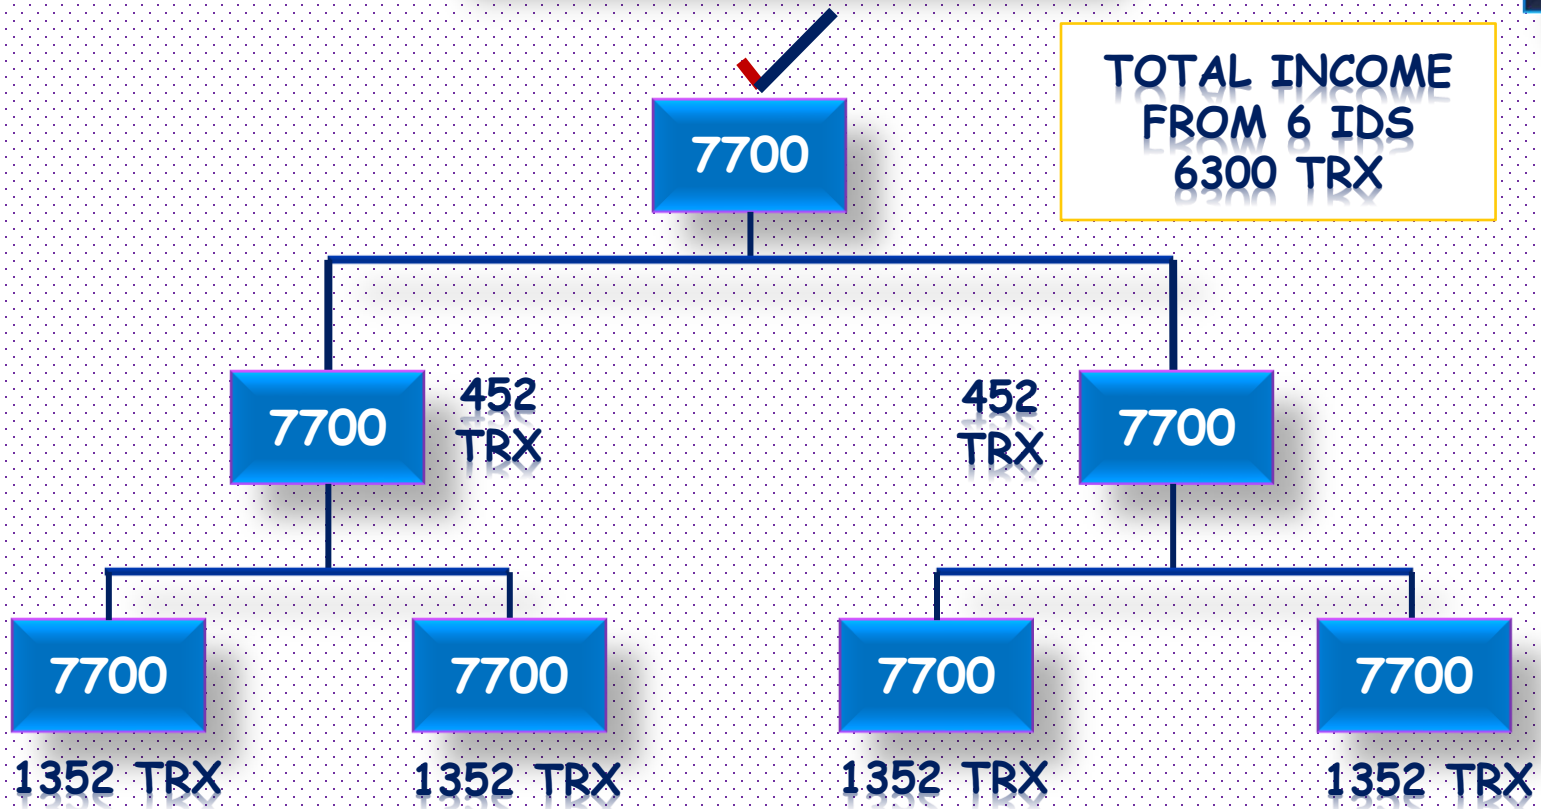 TOTAL INCOME
FROM 6 IDS
6300 TRX
7700
7700
452
TRX
452
TRX
7700
7700
7700
7700
7700
1352 TRX
1352 TRX
1352 TRX
1352 TRX